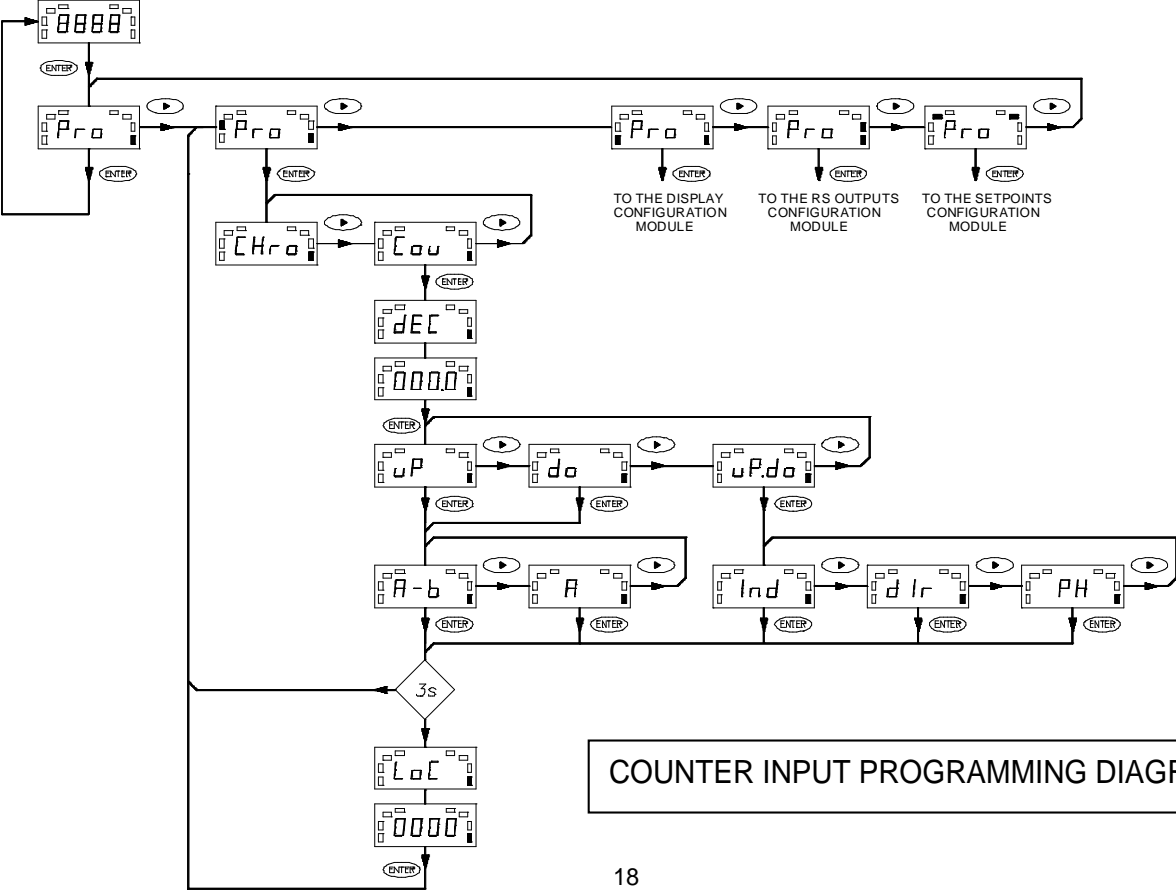 8888
ENTER
Pro
Pro
Pro
Pro
Pro
ENTER
ENTER
ENTER
ENTER
ENTER
TO THE DISPLAY
CONFIGURATION
MODULE
TO THE RS OUTPUTS
CONFIGURATION
MODULE
TO THE SETPOINTS
CONFIGURATION
MODULE
CHro
Cou
ENTER
dEC
000.0
ENTER
uP
do
uP.do
ENTER
ENTER
ENTER
A-b
A
Ind
dIr
PH
ENTER
ENTER
ENTER
ENTER
ENTER
3s
LoC
COUNTER INPUT PROGRAMMING DIAGR
0000
ENTER
18